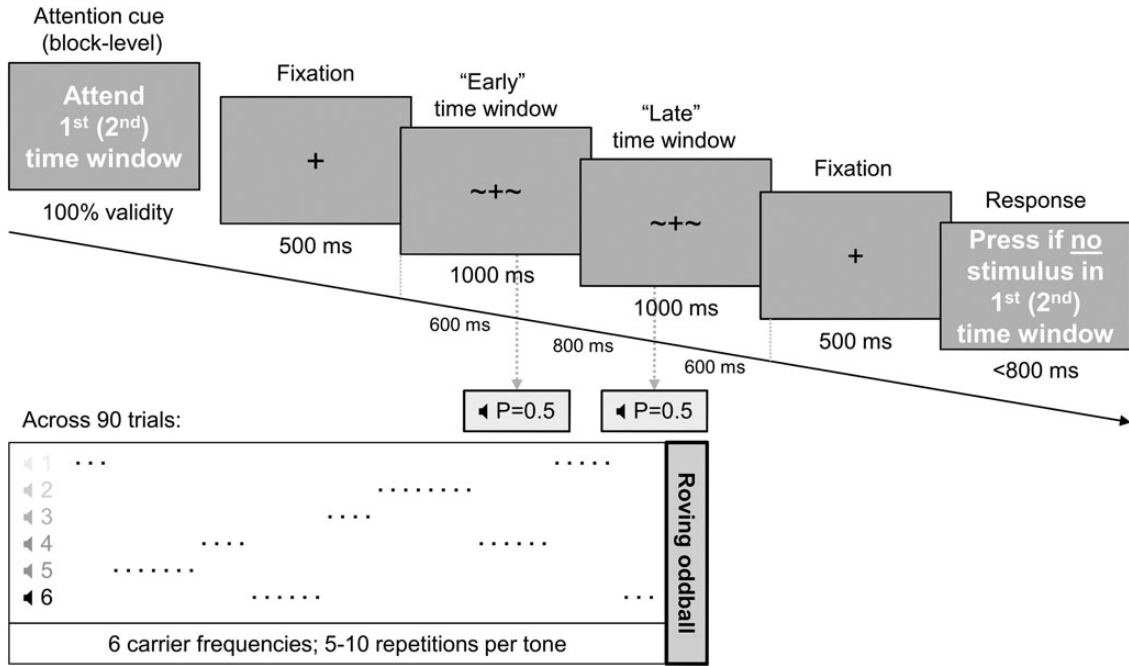 Attention cue
(block-level)
Attend
1st (2nd)
time window
100% validity
Fixation
+
500 ms
“Early”
time window
~+~
1000 ms
“Late”
time window
~+~
1000 ms
Fixation
+
500 ms
Response
Press if no
stimulus in
1st (2nd)
time window
<800 ms
600 ms
800 ms
600 ms
P=0.5
P=0.5
Across 90 trials:
1
2
3
4
5
6
Roving oddball
6 carrier frequencies; 5-10 repetitions per tone